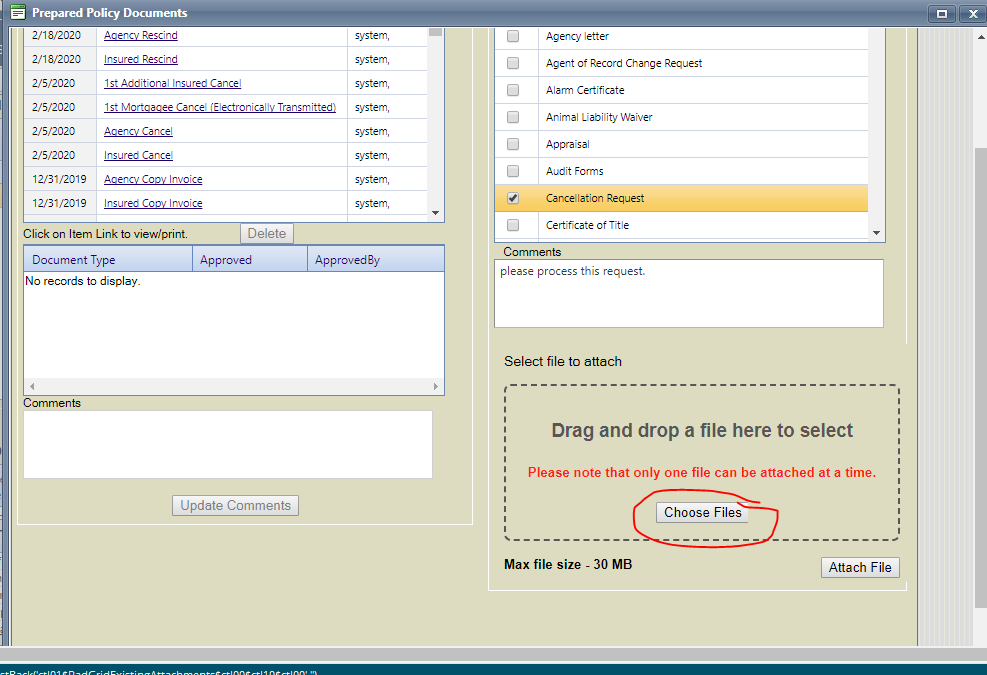 Prepared Policy Documents
2/18/2020 Agency Rescind system,
2/18/2020 Insured Rescind system,
2/5/2020 1st Additional Insured Cancel system,
2/5/2020 1st Mortgagee Cancel (Electronically Transmitted) system,
2/5/2020 Agency Cancel system,
2/5/2020 Insured Cancel system,
12/31/2019 Agency Copy Invoice system,
12/31/2019 Insured Copy Invoice system,
Click on Item Link to view/print. Delete
Document Type Approved ApprovedBy
No records to display.
Comments
Update Comments
Agency letter
Agent of Record Change Request
Alarm Certificate
Animal Liability Waiver
Appraisal
Audit Forms
Cancellation Request
Certificate of Title
Comments
please process this request.
Select file to attach
Drag and drop a file here to select
Please note that only one file can be attached at a time.
Choose Files
Max file size - 30 MB
Attach File